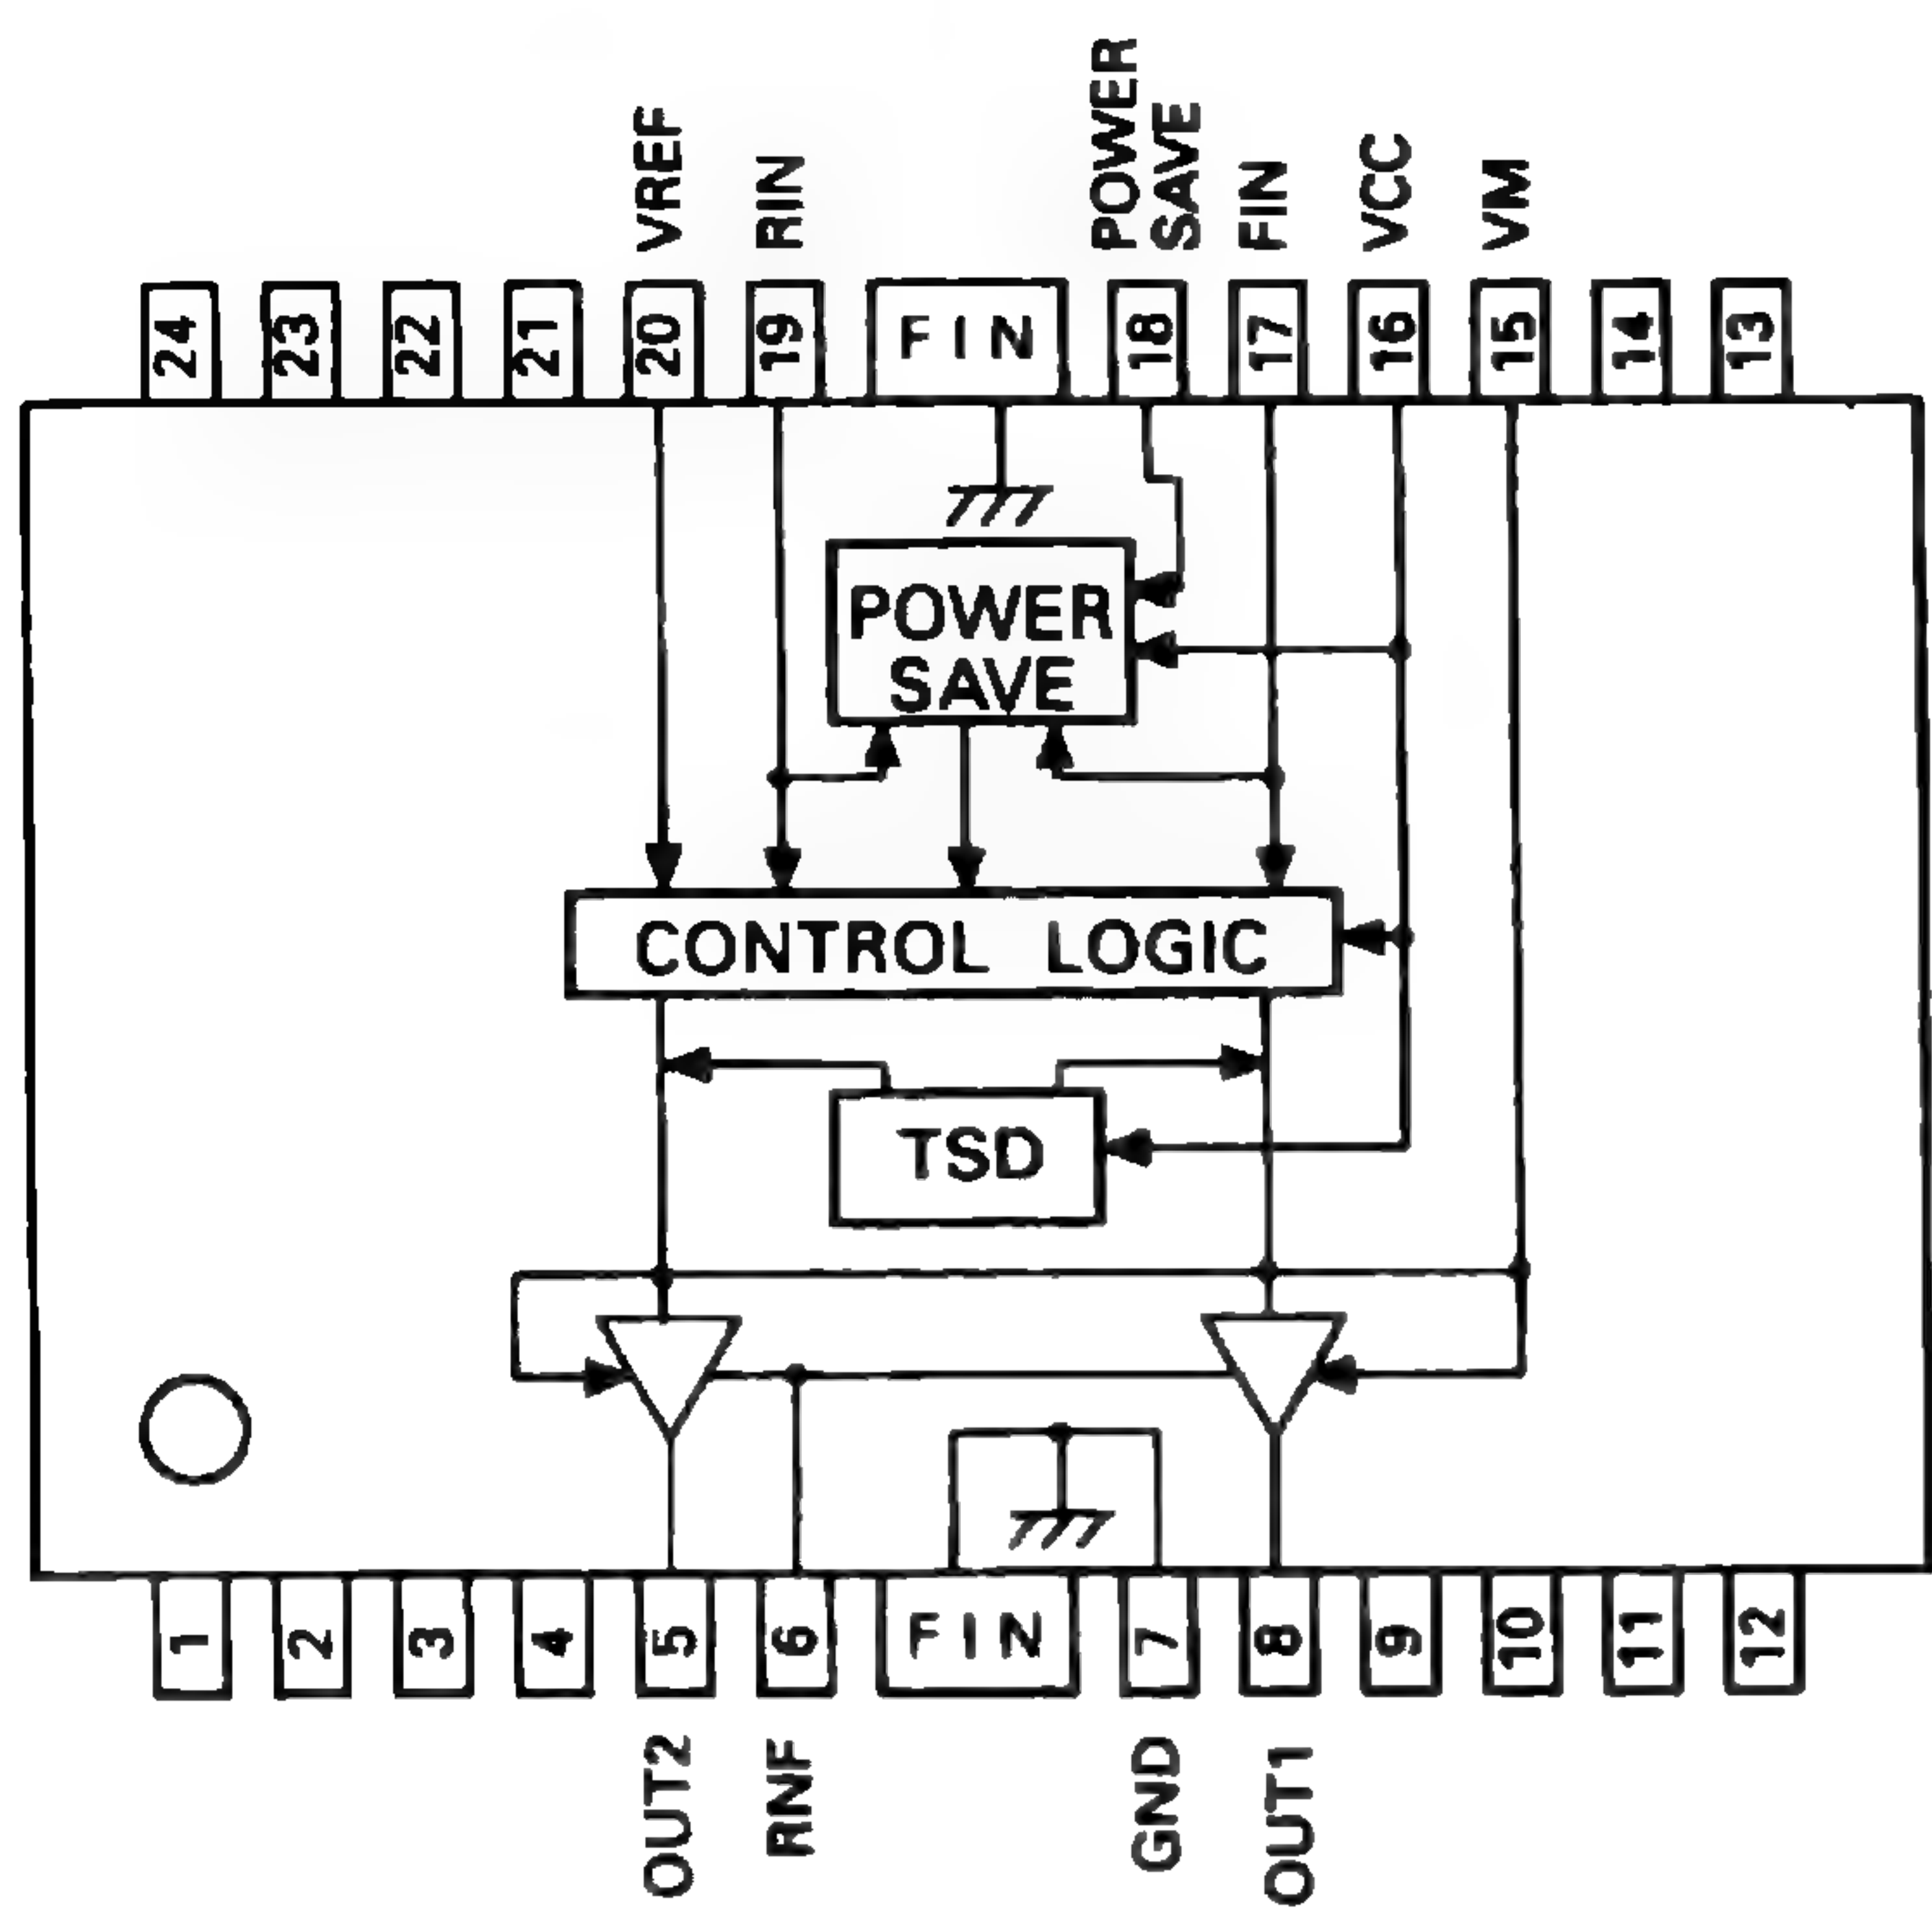 VREF
RIN
POWER
SAVE
FIN
VCC
VM
24
23
22
21
20
19
FIN
18
17
16
15
14
13
POWER
SAVE
CONTROL LOGIC
TSD
1
2
3
4
5
6
FIN
7
8
9
10
11
12
OUT2
RNF
GND
OUT1